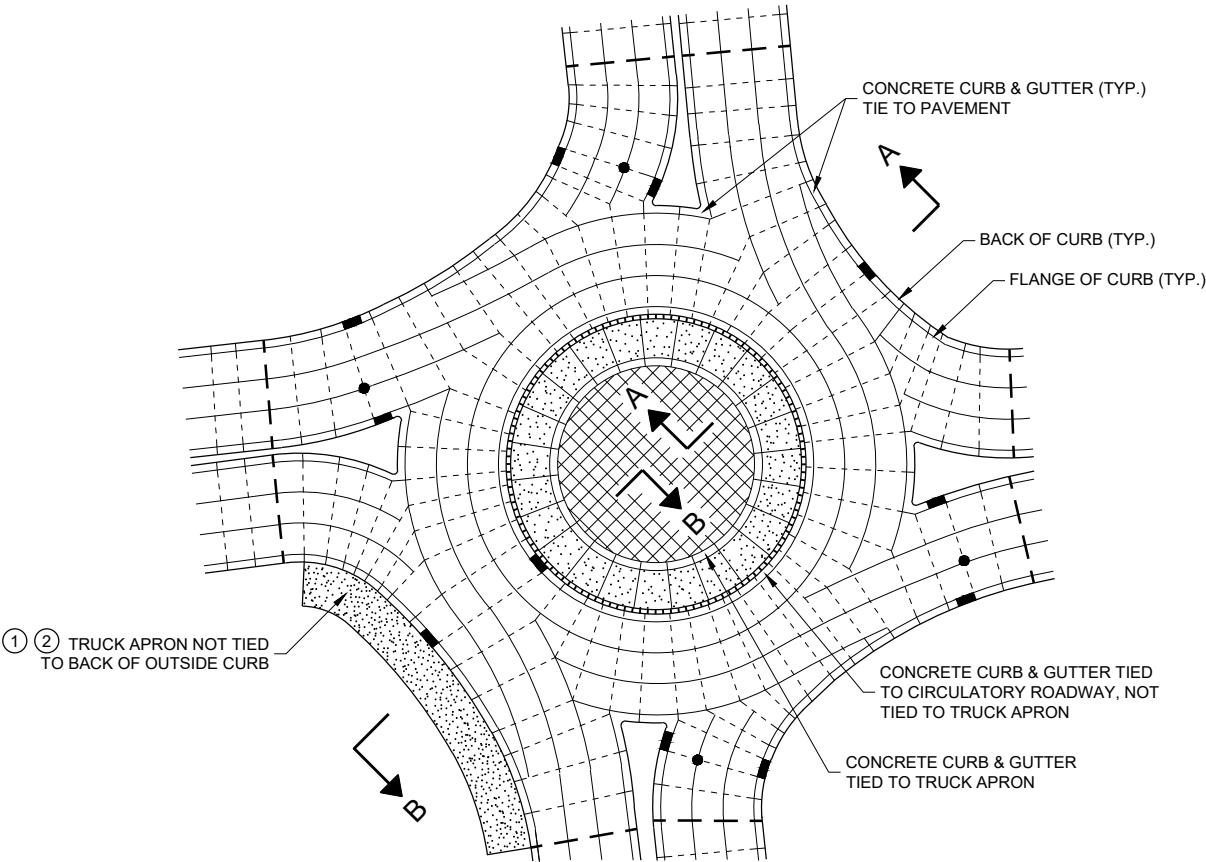 CONCRETE CURB & GUTTER (TYP.)
TIE TO PAVEMENT
A
BACK OF CURB (TYP.)
FLANGE OF CURB (TYP.)
A
B
① ② TRUCK APRON NOT TIED
TO BACK OF OUTSIDE CURB
CONCRETE CURB & GUTTER TIED
TO CIRCULATORY ROADWAY, NOT
TIED TO TRUCK APRON
CONCRETE CURB & GUTTER
TIED TO TRUCK APRON
B